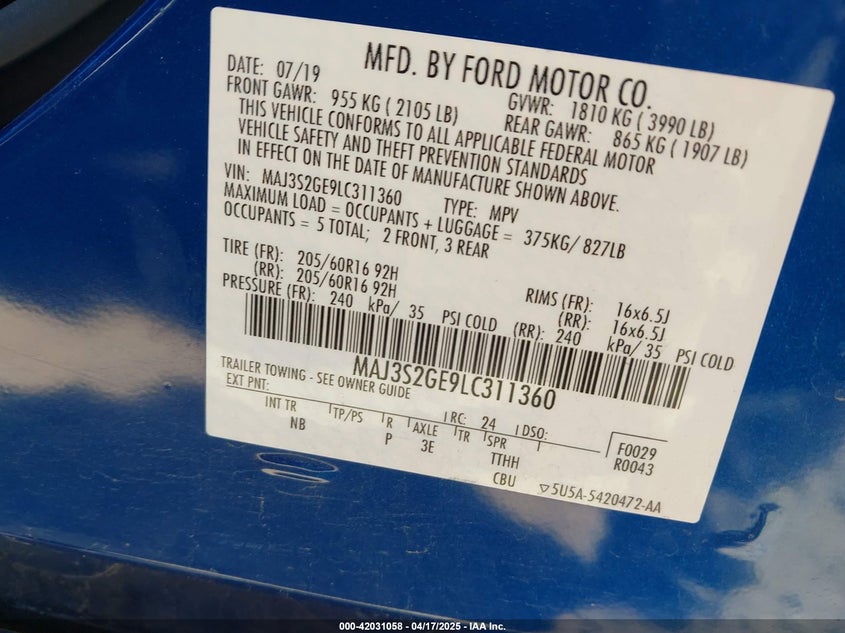 MFD. BY FORD MOTOR CO.
DATE: 07/19 GVWR: 1810 KG ( 3990 LB)
FRONT GAWR: 955 KG ( 2105 LB) REAR GAWR: 865 KG ( 1907 LB)
THIS VEHICLE CONFORMS TO ALL APPLICABLE FEDERAL MOTOR
VEHICLE SAFETY AND THEFT PREVENTION STANDARDS
IN EFFECT ON THE DATE OF MANUFACTURE SHOWN ABOVE.
VIN: MAJ3S2GE9LC311360 TYPE: MPV
MAXIMUM LOAD = OCCUPANTS + LUGGAGE = 375KG/ 827LB
OCCUPANTS = 5 TOTAL; 2 FRONT, 3 REAR
TIRE (FR): 205/60R16 92H RIMS (FR): 16x6.5J
(RR): 205/60R16 92H (RR): 16x6.5J
PRESSURE (FR): 240 kPa/ 35 PSI COLD (RR): 240 kPa/ 35 PSI COLD
MAJ3S2GE9LC311360
TRAILER TOWING - SEE OWNER GUIDE
EXT PNT: RC: 24 DSO:
INT TR TP/PS R AXLE TR SPR F0029
NB P 3E TTHH R0043
CBU 5U5A-5420472-AA
000-42031058 - 04/17/2025 - IAA Inc.